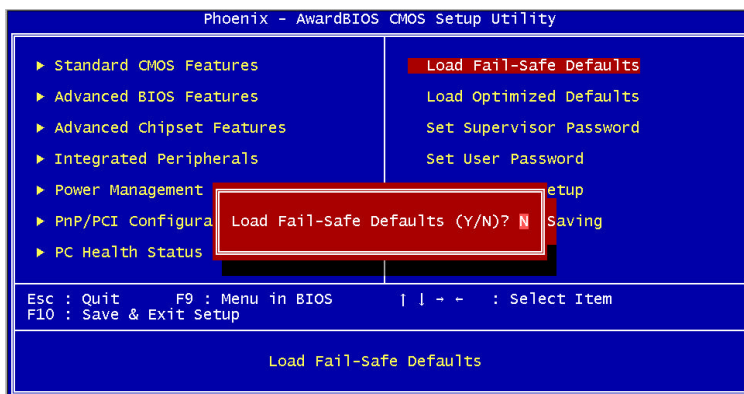 Phoenix - AwardBIOS CMOS Setup Utility
► Standard CMOS Features
► Advanced BIOS Features
► Advanced Chipset Features
► Integrated Peripherals
► Power Management
► PnP/PCI Configura
► PC Health Status
Load Fail-Safe Defaults
Load Optimized Defaults
Set Supervisor Password
Set User Password
etup
Saving
Load Fail-Safe Defaults (Y/N)? N
Esc : Quit F9 : Menu in BIOS ↑ ↓ → ← : Select Item
F10 : Save & Exit Setup
Load Fail-Safe Defaults